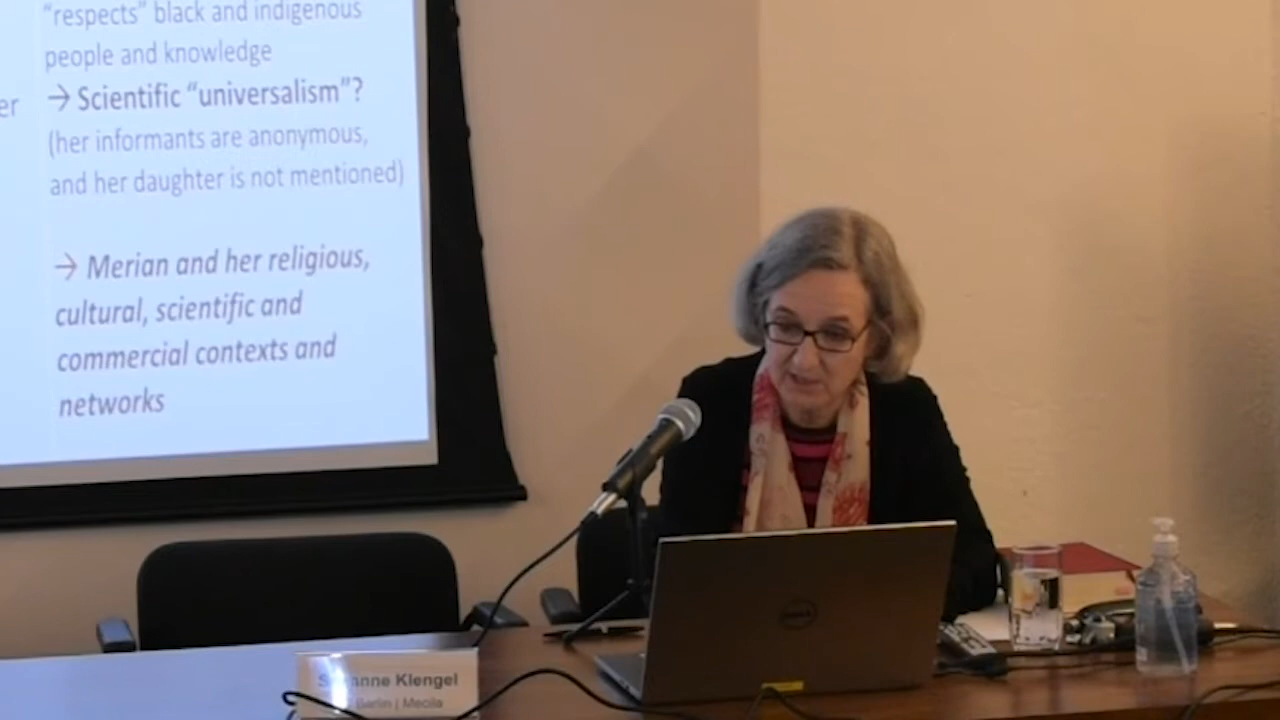 "respects" black and indigenous
people and knowledge
er
→ Scientific "universalism"?
(her informants are anonymous,
and her daughter is not mentioned)
→ Merian and her religious,
cultural, scientific and
commercial contexts and
networks
DELL
Klengel
Berlin | Mecila